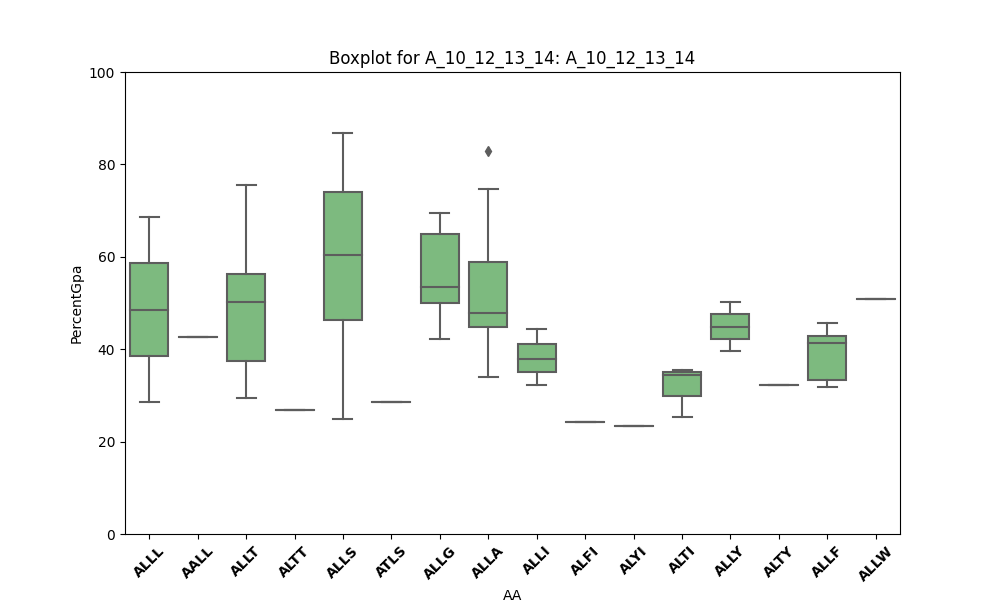 Boxplot for A_10_12_13_14: A_10_12_13_14
PercentGpa
100
80
60
40
20
0
ALLL AALL ALLT ALTT ALLS ATLS ALLG ALLA ALLI ALFI ALYI ALTI ALLY ALTY ALLF ALLW
AA